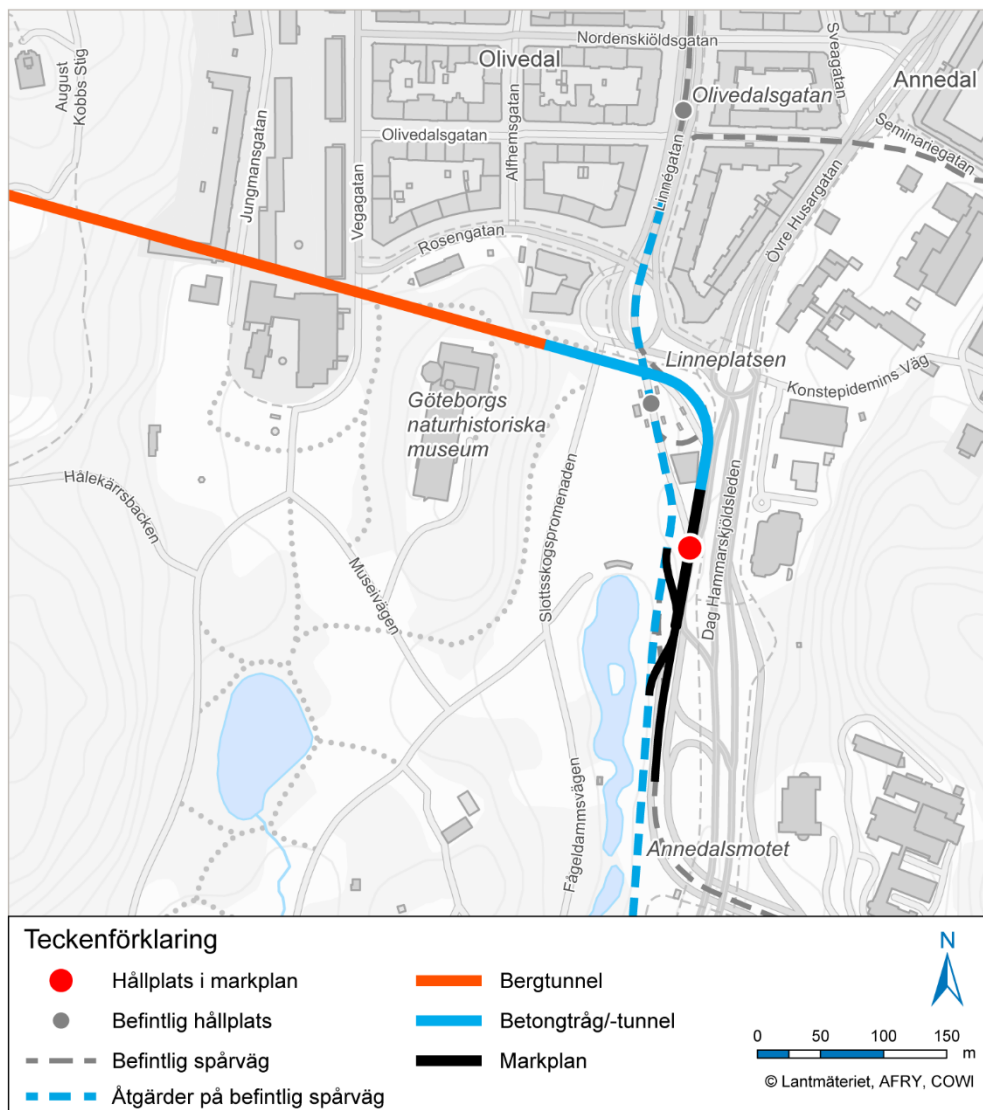 Nordenskiöldsgatan
Sveagatan
Olivedal
Annedal
August
Kobbs Stig
Olivedalsgatan
Seminariegatan
Olivedalsgatan
Alfhemsgatan
Linnégatan
Jungmansgatan
Vegagatan
Övre Husargatan
Rosengatan
Linneplatsen
Konstepidemins Väg
Göteborgs
naturhistoriska
museum
Hålekärrsbacken
Museivägen
Slottsskogspromenaden
Dag Hammarskjöldsleden
Fågeldammsvägen
Annedalsmotet
Teckenförklaring
Hållplats i markplan
Befintlig hållplats
Befintlig spårväg
Åtgärder på befintlig spårväg
Bergtunnel
Betongtråg/-tunnel
Markplan
N
0 50 100 150
m
© Lantmäteriet, AFRY, COWI